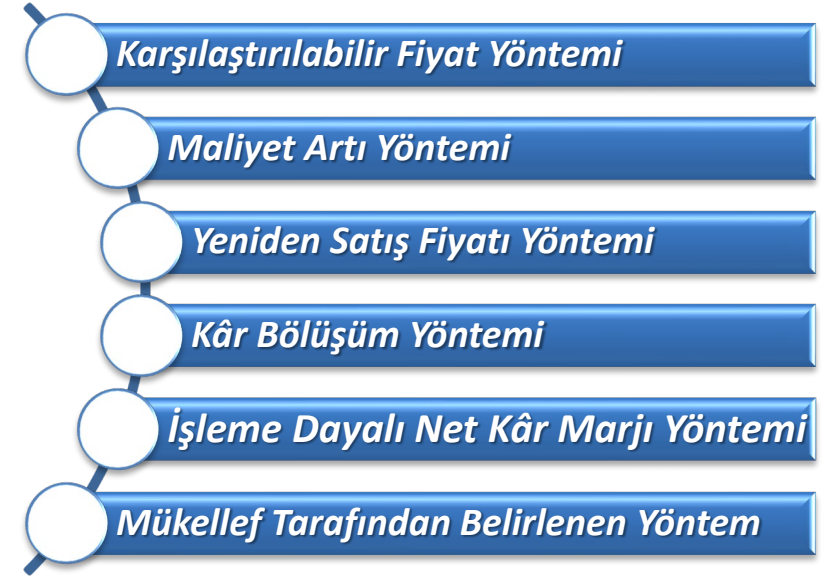 Karşılaştırılabilir Fiyat Yöntemi
Maliyet Artı Yöntemi
Yeniden Satış Fiyatı Yöntemi
Kâr Bölüşüm Yöntemi
İşleme Dayalı Net Kâr Marjı Yöntemi
Mükellef Tarafından Belirlenen Yöntem